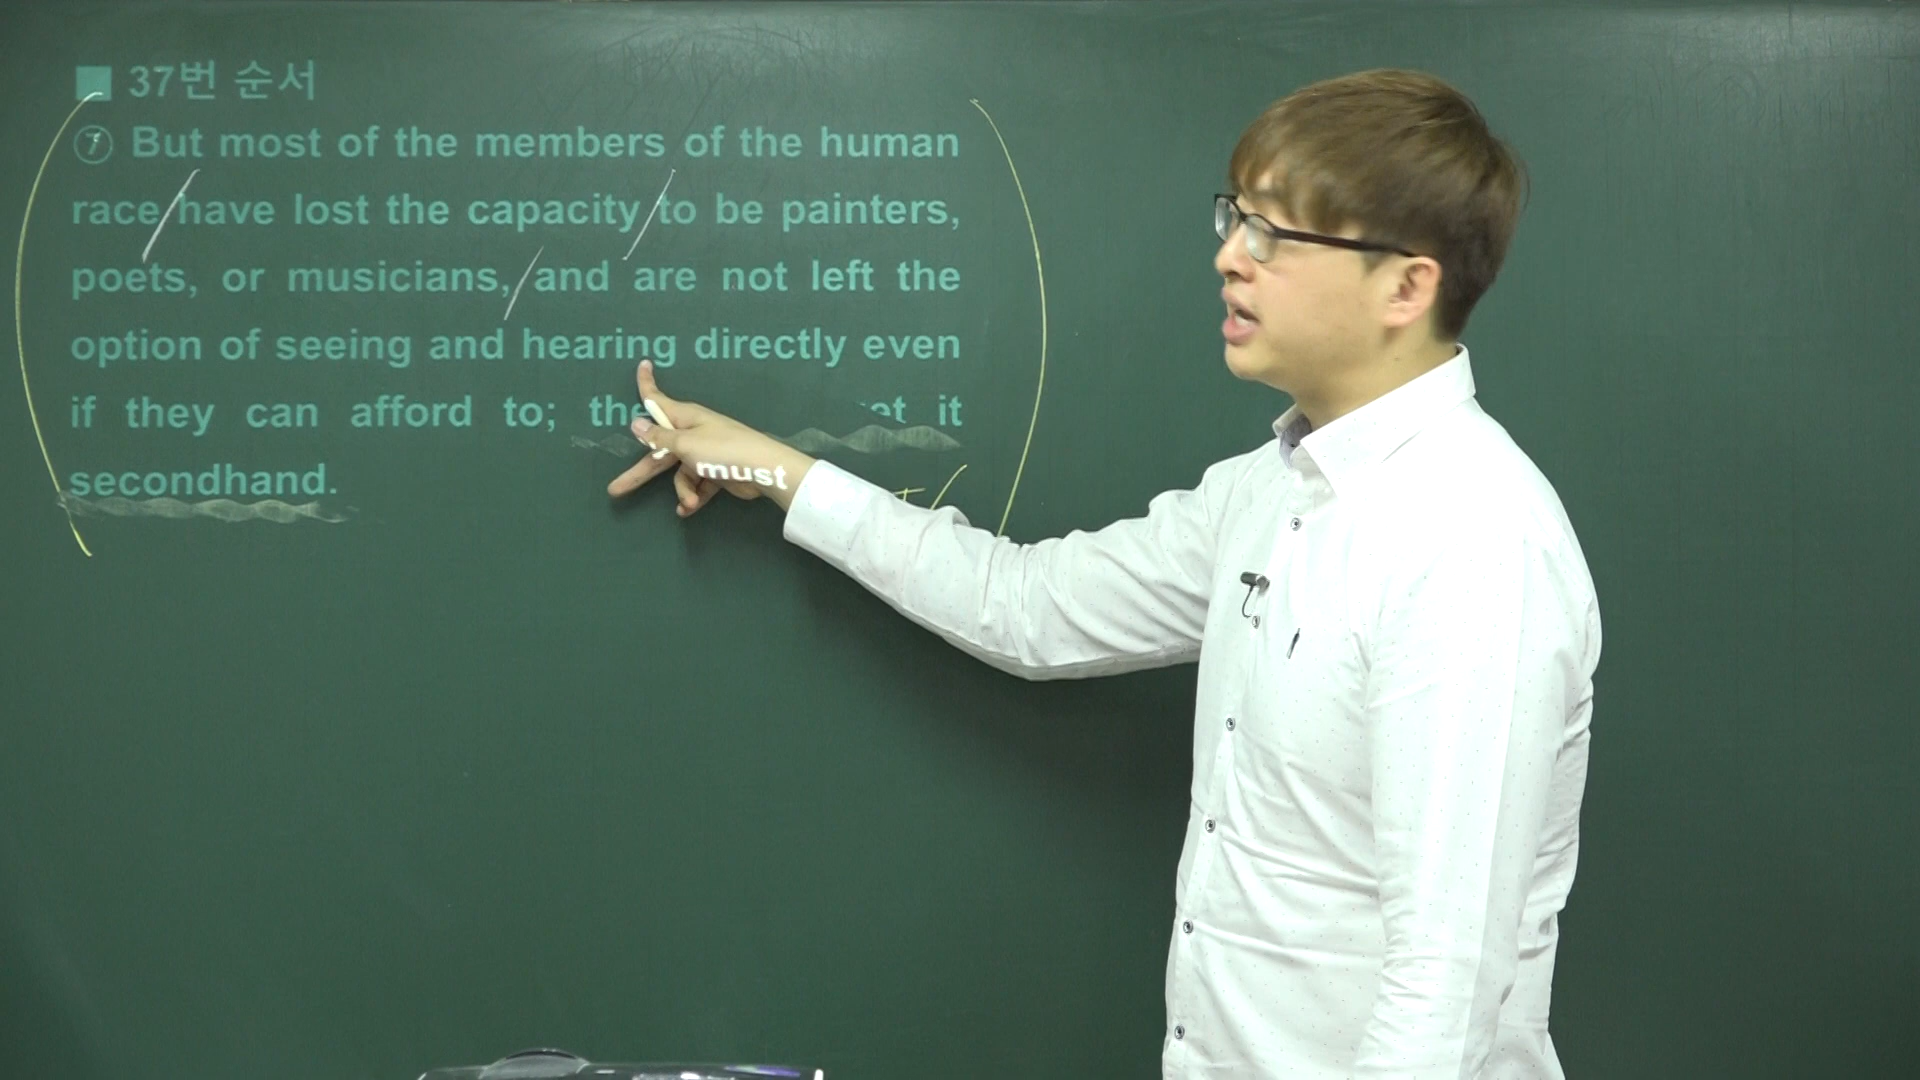 ■ 37번 순서
⑦ But most of the members of the human
race have lost the capacity to be painters,
poets, or musicians, and are not left the
option of seeing and hearing directly even
if they can afford to; they must get it
secondhand.